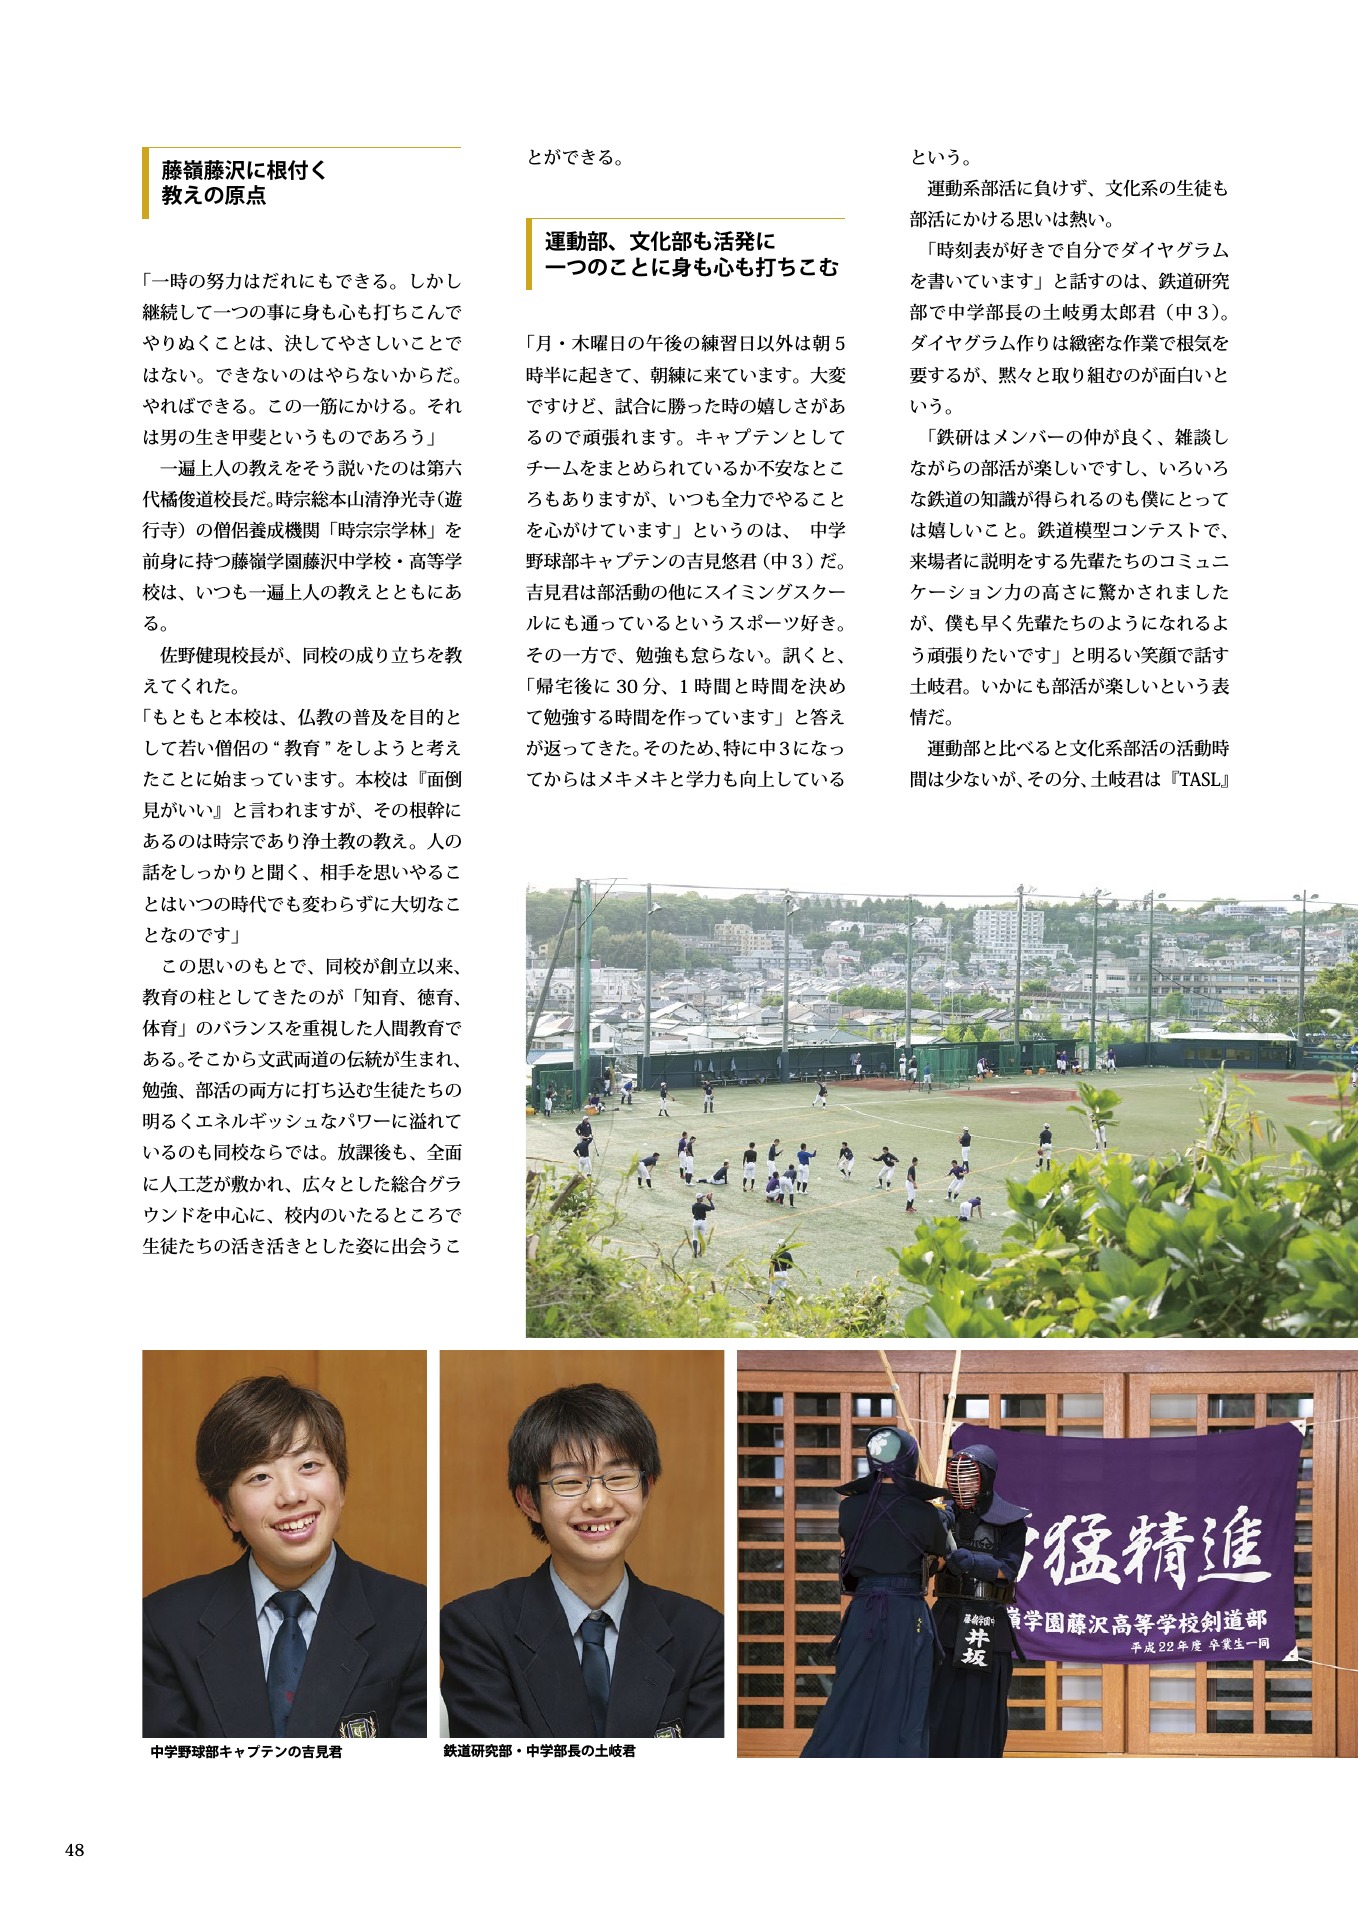 藤嶺藤沢に根付く
教えの原点
「一時の努力はだれにもできる。しかし
継続して一つの事に身も心も打ちこんで
やりぬくことは、決してやさしいことで
はない。できないのはやらないからだ。
やればできる。この一筋にかける。それ
は男の生き甲斐というものであろう」
一遍上人の教えをそう説いたのは第六
代橘俊道校長だ。時宗総本山清浄光寺（遊
行寺）の僧侶養成機関「時宗宗学林」を
前身に持つ藤嶺学園藤沢中学校・高等学
校は、いつも一遍上人の教えとともにあ
る。
佐野健現校長が、同校の成り立ちを教
えてくれた。
「もともと本校は、仏教の普及を目的と
して若い僧侶の“教育”をしようと考え
たことに始まっています。本校は『面倒
見がいい』と言われますが、その根幹に
あるのは時宗であり浄土教の教え。人の
話をしっかりと聞く、相手を思いやるこ
とはいつの時代でも変わらずに大切なこ
となのです」
この思いのもとで、同校が創立以来、
教育の柱としてきたのが「知育、徳育、
体育」のバランスを重視した人間教育で
ある。そこから文武両道の伝統が生まれ、
勉強、部活の両方に打ち込む生徒たちの
明るくエネルギッシュなパワーに溢れて
いるのも同校ならでは。放課後も、全面
に人工芝が敷かれ、広々とした総合グラ
ウンドを中心に、校内のいたるところで
生徒たちの活き活きとした姿に出会うこ
とができる。
運動部、文化部も活発に
一つのことに身も心も打ちこむ
「月・木曜日の午後の練習日以外は朝5
時半に起きて、朝練に来ています。大変
ですけど、試合に勝った時の嬉しさがあ
るので頑張れます。キャプテンとして
チームをまとめられているか不安なとこ
ろもありますが、いつも全力でやること
を心がけています」というのは、 中学
野球部キャプテンの吉見悠君（中3）だ。
吉見君は部活動の他にスイミングスクー
ルにも通っているというスポーツ好き。
その一方で、勉強も怠らない。訊くと、
「帰宅後に30分、1時間と時間を決め
て勉強する時間を作っています」と答え
が返ってきた。そのため、特に中3になっ
てからはメキメキと学力も向上している
という。
運動系部活に負けず、文化系の生徒も
部活にかける思いは熱い。
「時刻表が好きで自分でダイヤグラム
を書いています」と話すのは、鉄道研究
部で中学部長の土岐勇太郎君（中3）。
ダイヤグラム作りは緻密な作業で根気を
要するが、黙々と取り組むのが面白いと
いう。
「鉄研はメンバーの仲が良く、雑談し
ながらの部活が楽しいですし、いろいろ
な鉄道の知識が得られるのも僕にとって
は嬉しいこと。鉄道模型コンテストで、
来場者に説明をする先輩たちのコミュニ
ケーション力の高さに驚かされました
が、僕も早く先輩たちのようになれるよ
う頑張りたいです」と明るい笑顔で話す
土岐君。いかにも部活が楽しいという表
情だ。
運動部と比べると文化系部活の活動時
間は少ないが、その分、土岐君は『TASL』
猛精進
嶺学園藤沢高等学校剣道部
平成22年度 卒業生一同
井坂
中学野球部キャプテンの吉見君
鉄道研究部・中学部長の土岐君
48